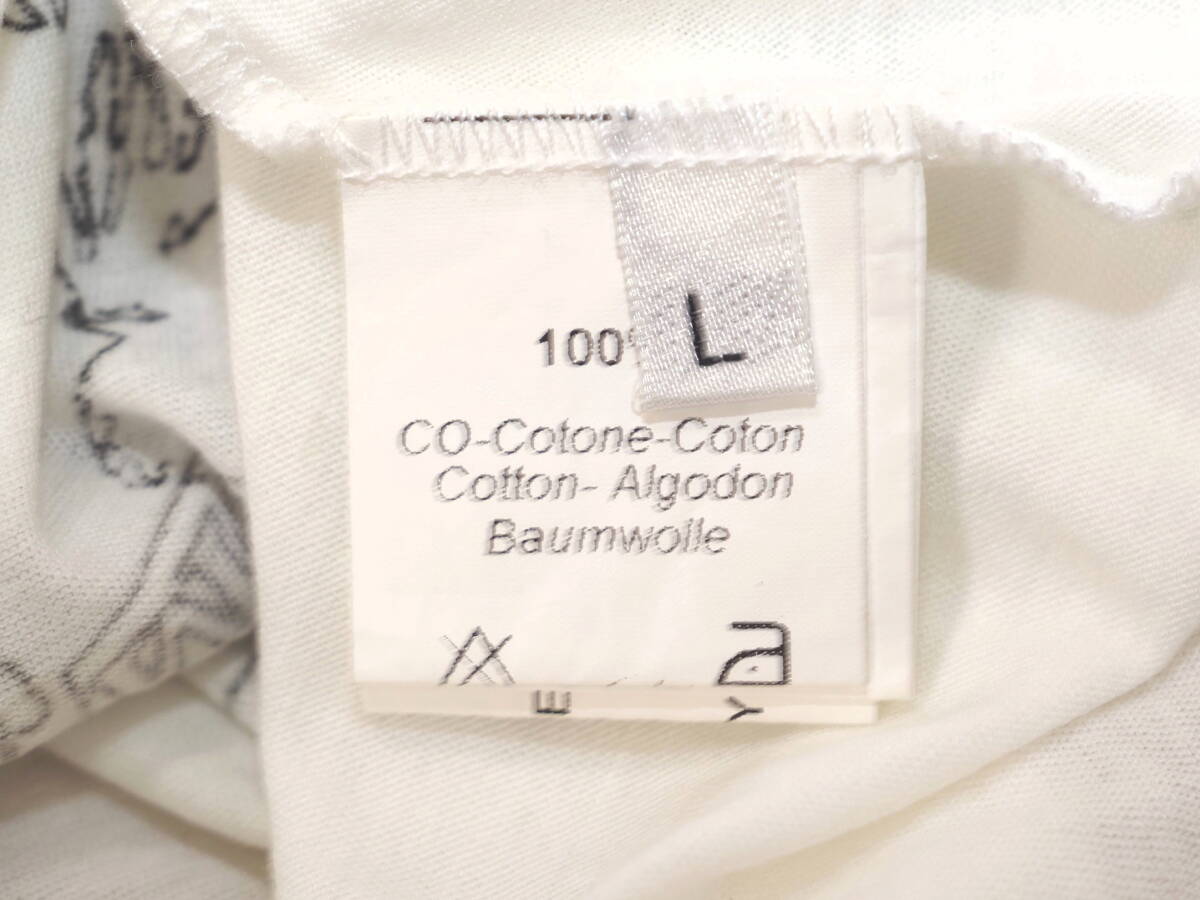 L
100%
CO-Cotone-Coton
Cotton- Algodon
Baumwolle
E
Y